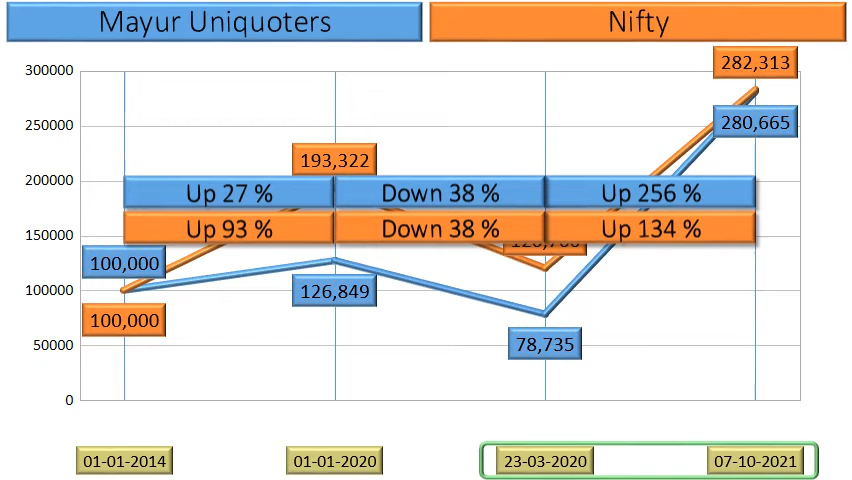 Mayur Uniquoters
Nifty
300000
282,313
250000
280,665
200000
193,322
Up 27 %
Down 38 %
Up 256 %
Up 93 %
Down 38 %
Up 134 %
150000
100,000
100000
126,849
100,000
78,735
50000
0
01-01-2014
01-01-2020
23-03-2020
07-10-2021